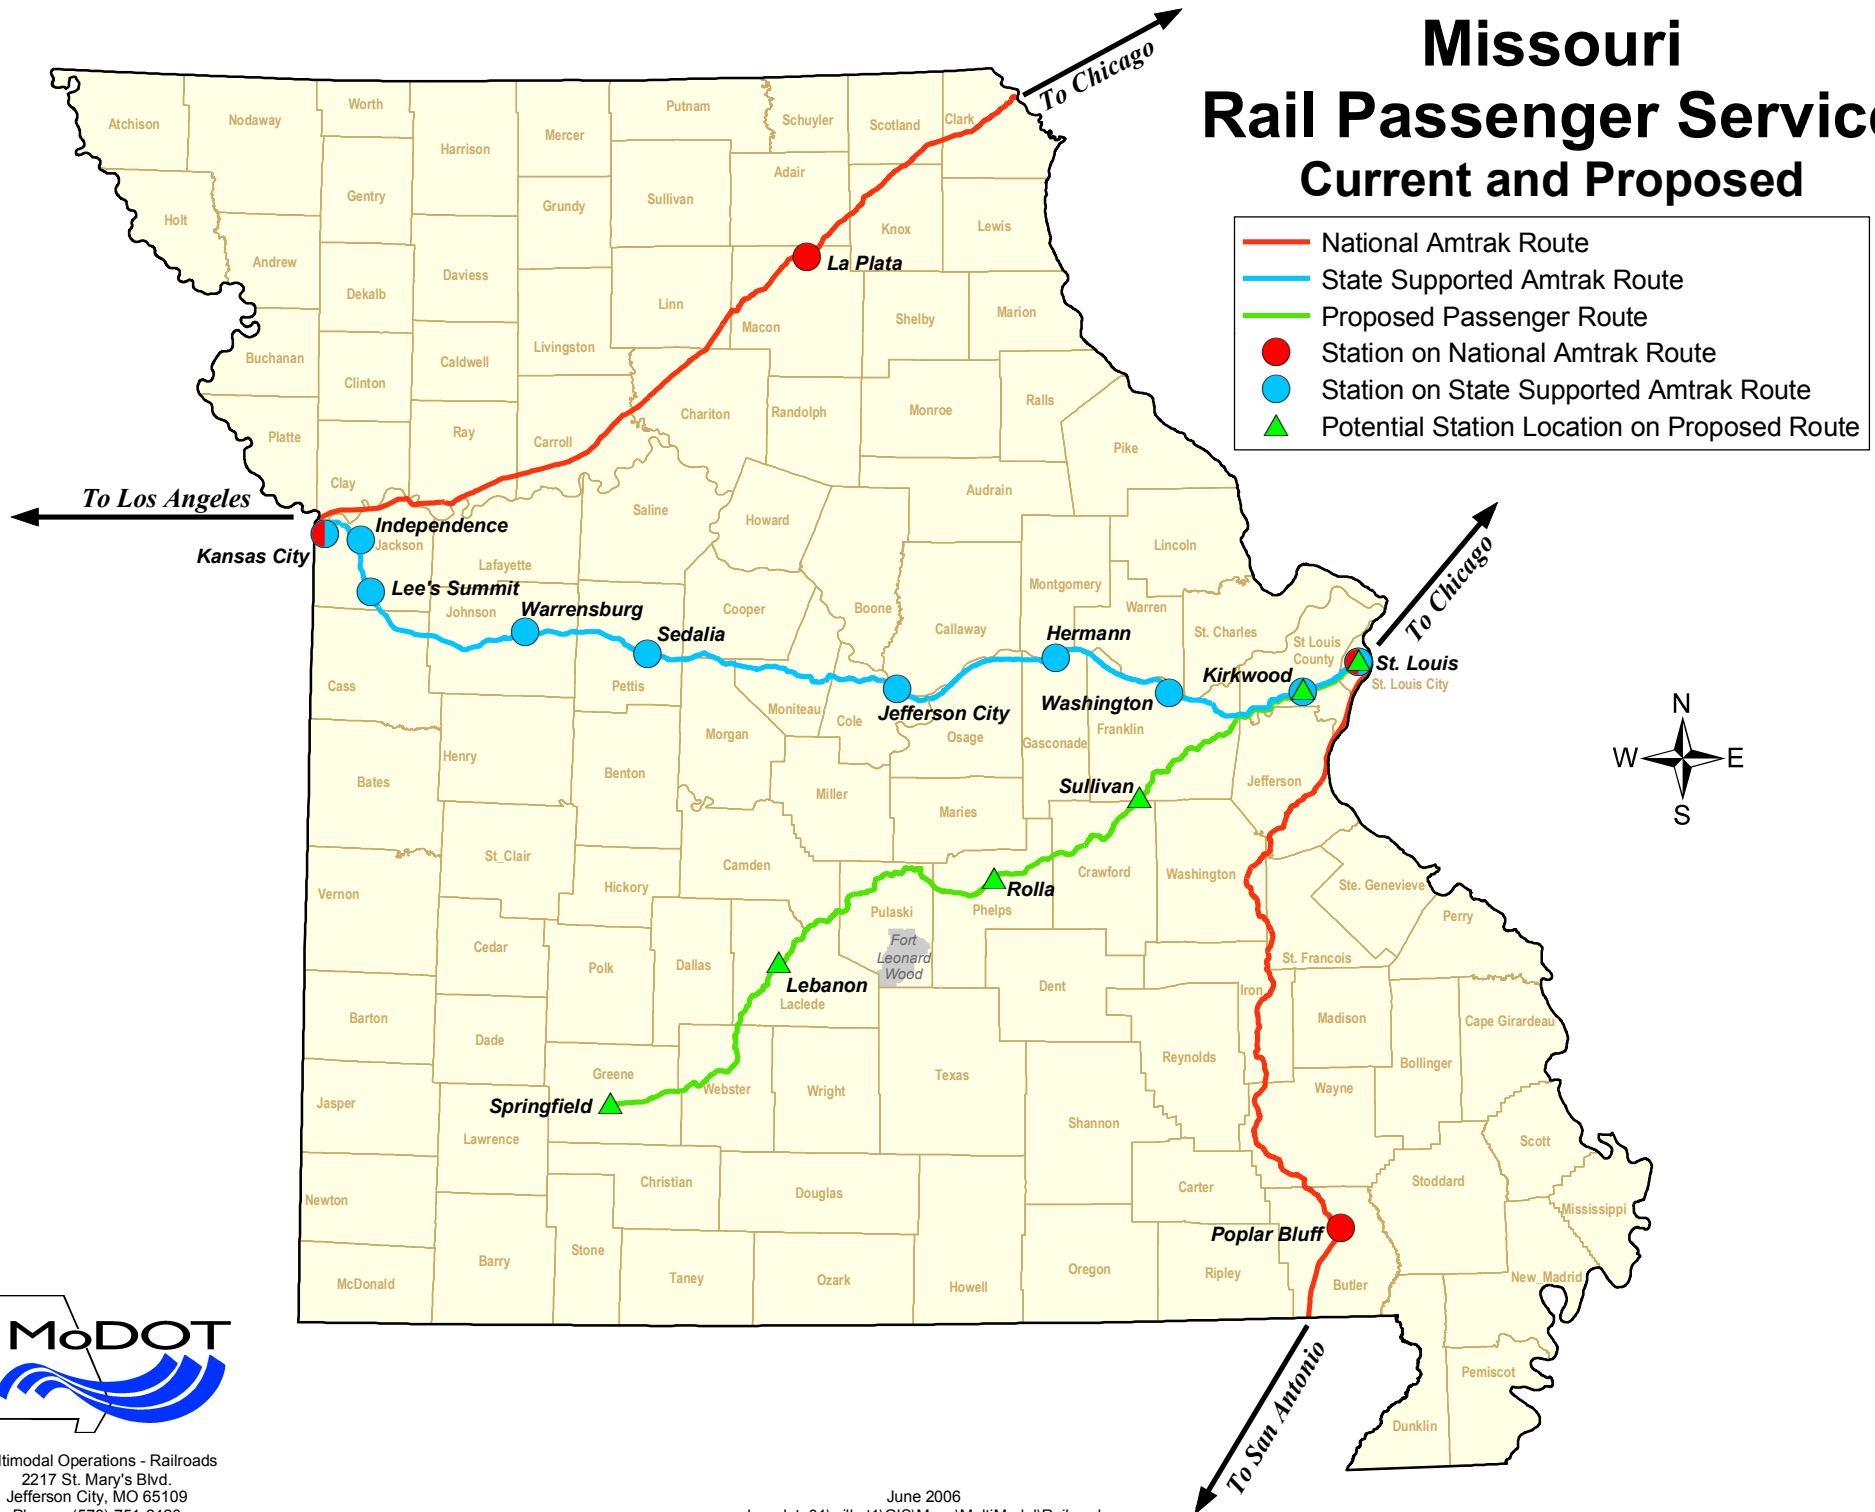 Missouri
Rail Passenger Service
Current and Proposed
National Amtrak Route
State Supported Amtrak Route
Proposed Passenger Route
Station on National Amtrak Route
Station on State Supported Amtrak Route
Potential Station Location on Proposed Route
To Chicago
Atchison
Nodaway
Worth
Harrison
Mercer
Putnam
Schuyler
Scotland
Clark
Holt
Gentry
Grundy
Sullivan
Adair
Knox
Lewis
Andrew
Dekalb
Daviess
Linn
La Plata
Macon
Shelby
Marion
Buchanan
Clinton
Caldwell
Livingston
Chariton
Randolph
Monroe
Ralls
Platte
Ray
Carroll
Pike
Clay
Saline
Howard
Audrain
To Los Angeles
Kansas City
Independence
Jackson
Lafayette
Lee's Summit
Johnson
Warrensburg
Sedalia
Cooper
Boone
Callaway
Montgomery
Lincoln
Warren
St. Charles
St Louis
County
To Chicago
Hermann
Kirkwood
St. Louis
St. Louis City
Cass
Pettis
Moniteau
Cole
Jefferson City
Osage
Washington
Gasconade
Franklin
Morgan
Henry
Benton
Bates
Miller
Maries
Sullivan
Jefferson
N
W
E
S
St_Clair
Hickory
Camden
Vernon
Rolla
Phelps
Pulaski
Crawford
Washington
Ste. Genevieve
Perry
Fort
Leonard
Wood
Cedar
Polk
Dallas
Lebanon
Laclede
Dent
St. Francois
Iron
Madison
Cape Girardeau
Bollinger
Barton
Dade
Greene
Webster
Wright
Texas
Reynolds
Wayne
Springfield
Jasper
Lawrence
Shannon
Scott
Christian
Douglas
Carter
Stoddard
Mississippi
Newton
Poplar Bluff
Barry
Stone
Taney
Ozark
Howell
Oregon
Ripley
Butler
New_Madrid
McDonald
Pemiscot
Dunklin
To San Antonio
MoDOT
ltimodal Operations - Railroads
2217 St. Mary's Blvd.
Jefferson City, MO 65109
June 2006